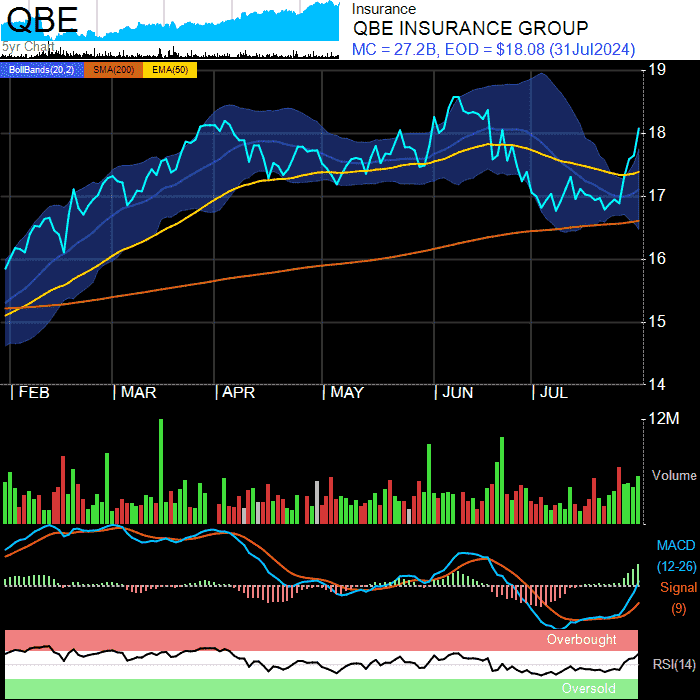 QBE
5yr Chart
Insurance
QBE INSURANCE GROUP
MC = 27.2B, EOD = $18.08 (31Jul2024)
BollBands(20,2) SMA(200) EMA(50)
19
18
17
16
15
14
FEB MAR APR MAY JUN JUL
12M
Volume
MACD
(12-26)
Signal
(9)
Overbought
RSI(14)
Oversold